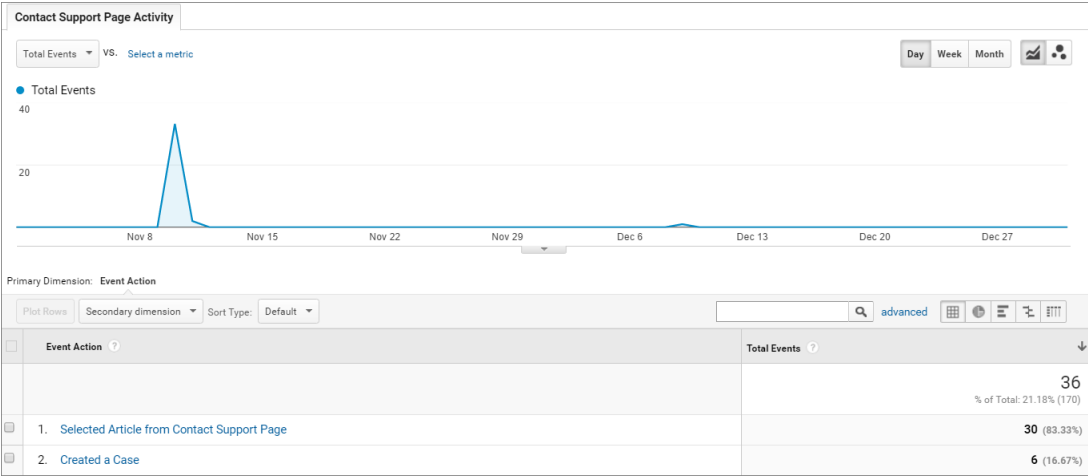 Contact Support Page Activity
Total Events VS. Select a metric Day Week Month
Total Events
40
20
Nov 8 Nov 15 Nov 22 Nov 29 Dec 6 Dec 13 Dec 20 Dec 27
Primary Dimension: Event Action
Plot Rows Secondary dimension Sort Type: Default advanced
Event Action ? Total Events ?
36
% of Total: 21.18% (170)
1. Selected Article from Contact Support Page 30 (83.33%)
2. Created a Case 6 (16.67%)